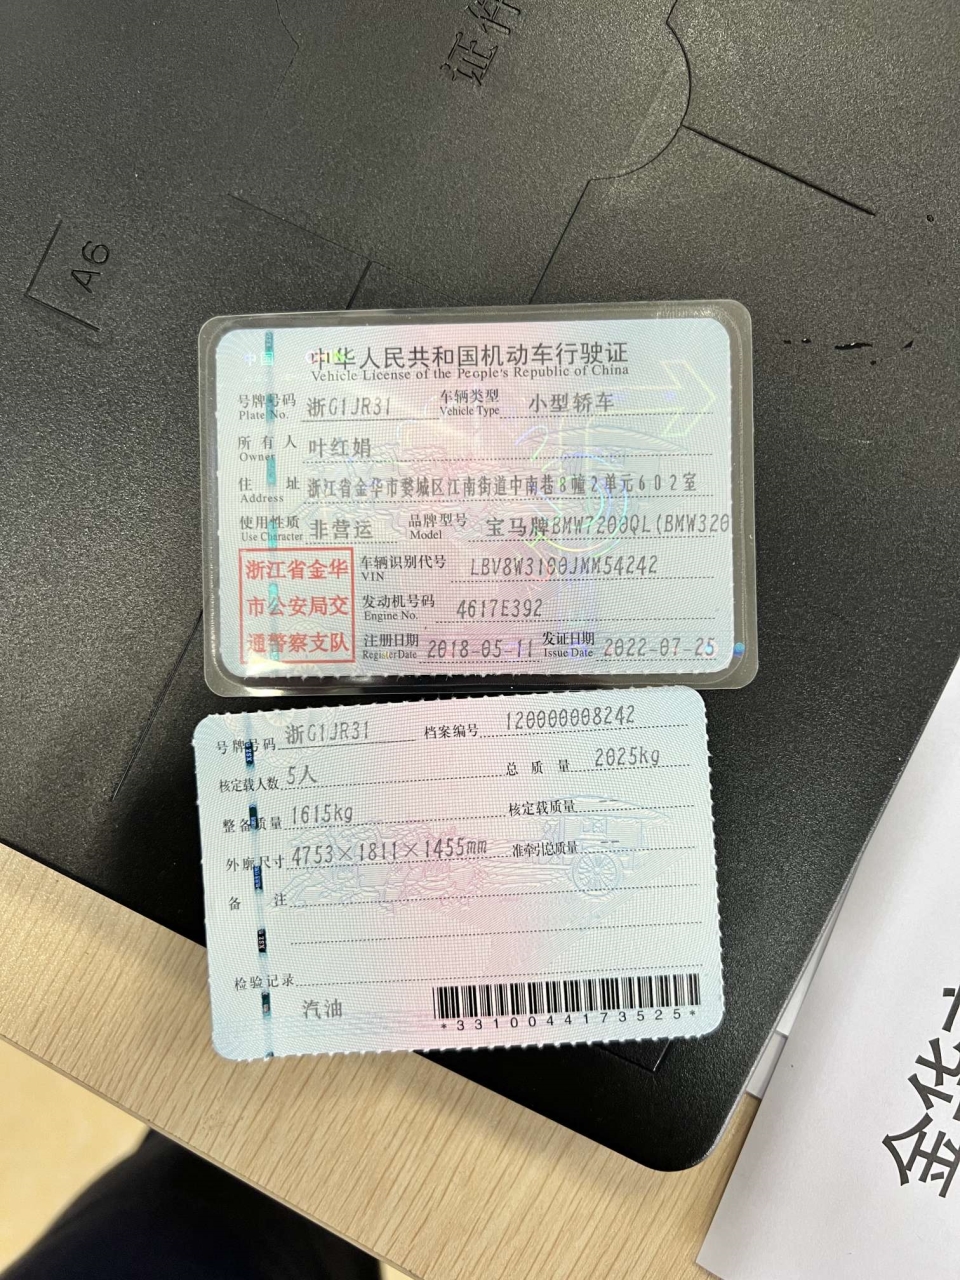 证件
A6
中华人民共和国机动车行驶证
Vehicle License of the People's Republic of China
号牌号码 浙G1JR31 车辆类型 小型轿车
Plate No. Vehicle Type
所有人 叶红娟
Owner
住址 浙江省金华市婺城区江南街道中南巷8幢2单元602室
Address
使用性质 非营运 品牌型号 宝马牌BMW7200QL(BMW320
Use Character Model
浙江省金华
市公安局交
通警察支队
车辆识别代号 LBV8W3100JMM54242
VIN
发动机号码 4617E392
Engine No.
注册日期 2018-05-11 发证日期 2022-07-25
Register Date Issue Date
号牌号码 浙G1JR31 档案编号 120000008242
核定载人数 5人 总质量 2025kg
整备质量 1615kg 核定载质量 --
外廓尺寸 4753×1811×1455mm 准牵引总质量 --
备注
检验记录
汽油
*3310044173525*
金华